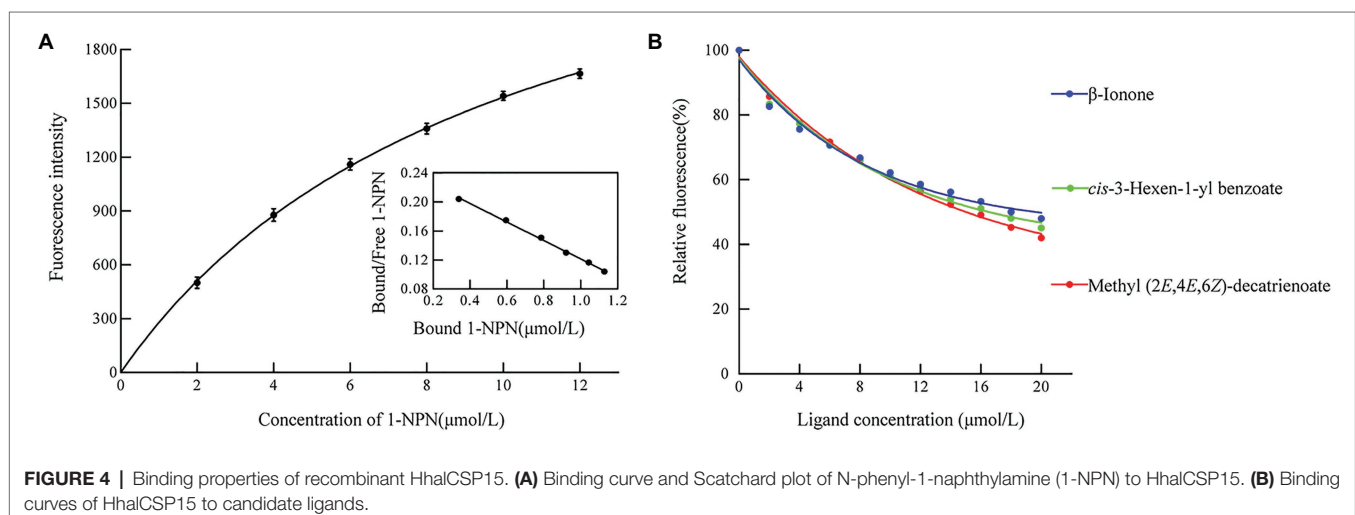 A
Fuorescence intensity
1800
1500
1200
900
600
300
0
0 2 4 6 8 10 12
Concentration of 1-NPN(μmol/L)
Bound/Free 1-NPN
0.24
0.20
0.16
0.12
0.08
0.2 0.4 0.6 0.8 1.0 1.2
Bound 1-NPN(μmol/L)
B
Relative fluorescence(%)
100
80
60
40
20
0
0 4 8 12 16 20
Ligand concentration (μmol/L)
β-Ionone
cis-3-Hexen-1-yl benzoate
Methyl (2E,4E,6Z)-decatrienoate
FIGURE 4 | Binding properties of recombinant HhalCSP15. (A) Binding curve and Scatchard plot of N-phenyl-1-naphthylamine (1-NPN) to HhalCSP15. (B) Binding
curves of HhalCSP15 to candidate ligands.